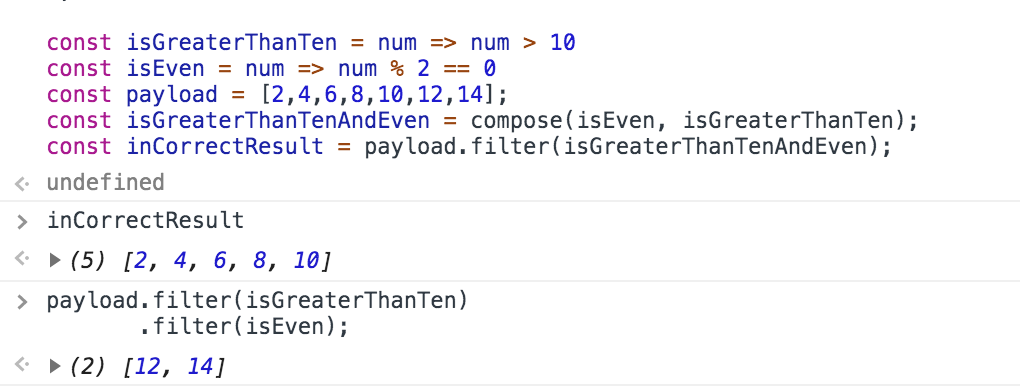 const isGreaterThanTen = num => num > 10
const isEven = num => num % 2 == 0
const payload = [2,4,6,8,10,12,14];
const isGreaterThanTenAndEven = compose(isEven, isGreaterThanTen);
const inCorrectResult = payload.filter(isGreaterThanTenAndEven);
undefined
inCorrectResult
(5) [2, 4, 6, 8, 10]
payload.filter(isGreaterThanTen)
.filter(isEven);
(2) [12, 14]